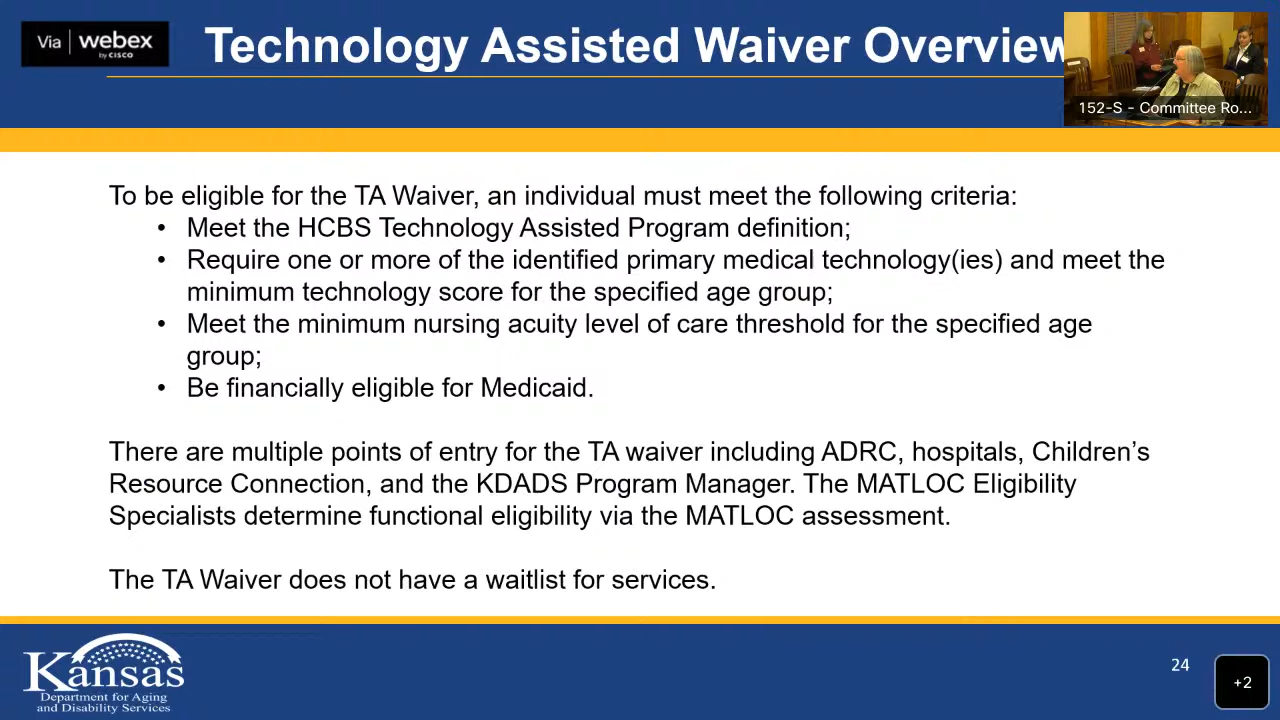 Via webex
by CISCO
Technology Assisted Waiver Overview
152-S - Committee Ro...
To be eligible for the TA Waiver, an individual must meet the following criteria:
• Meet the HCBS Technology Assisted Program definition;
• Require one or more of the identified primary medical technology(ies) and meet the
minimum technology score for the specified age group;
• Meet the minimum nursing acuity level of care threshold for the specified age
group;
• Be financially eligible for Medicaid.
There are multiple points of entry for the TA waiver including ADRC, hospitals, Children’s
Resource Connection, and the KDADS Program Manager. The MATLOC Eligibility
Specialists determine functional eligibility via the MATLOC assessment.
The TA Waiver does not have a waitlist for services.
Kansas
Department for Aging
and Disability Services
24
+2